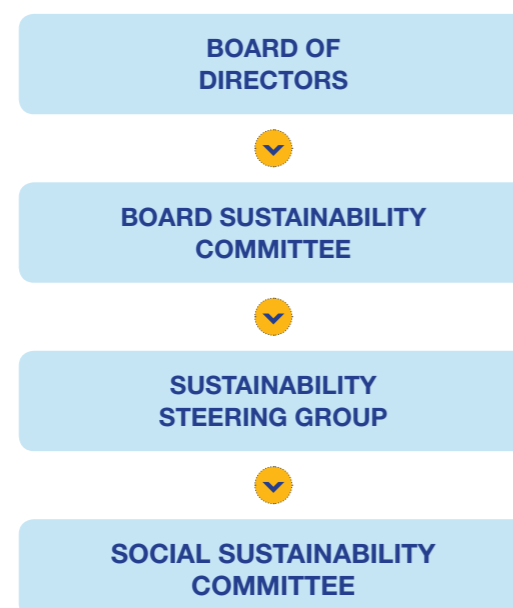 BOARD OF
DIRECTORS
BOARD SUSTAINABILITY
COMMITTEE
SUSTAINABILITY
STEERING GROUP
SOCIAL SUSTAINABILITY
COMMITTEE